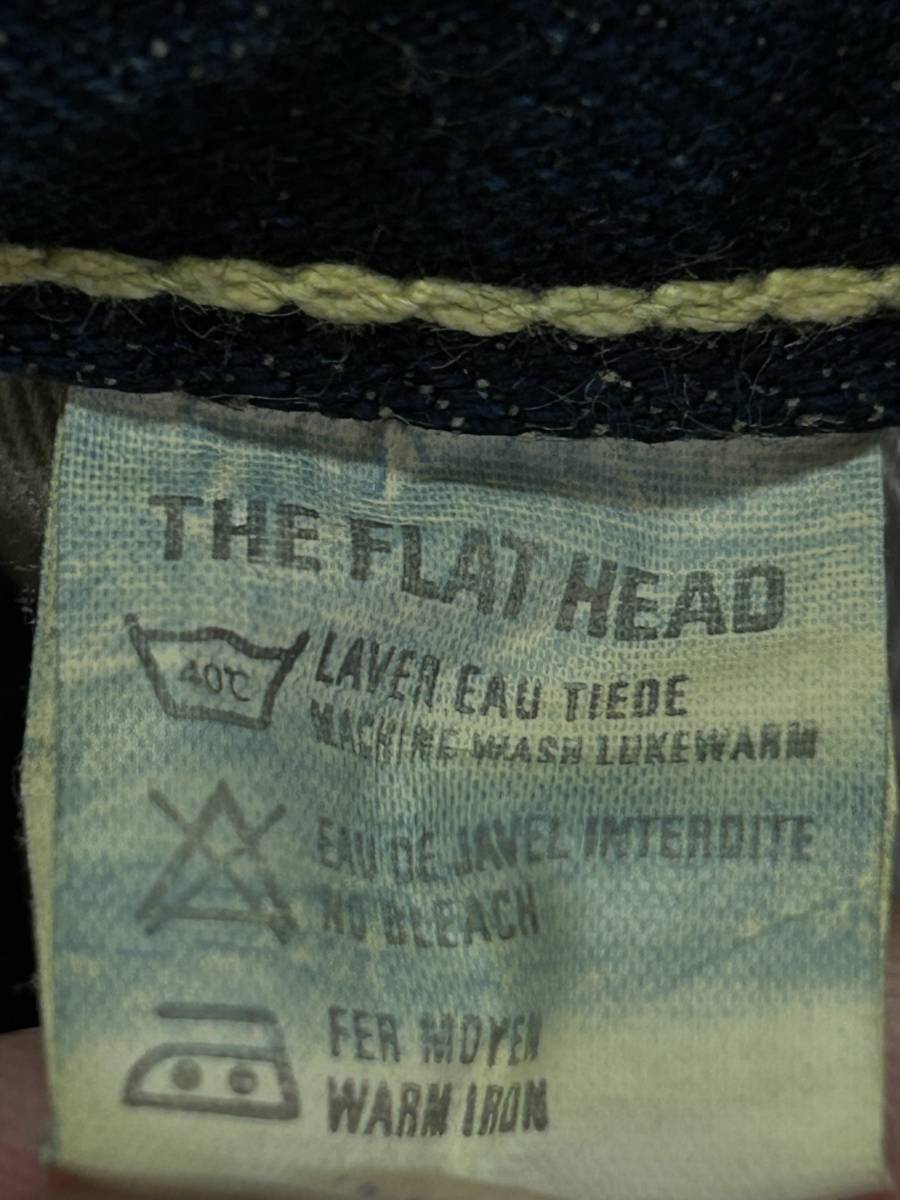 THE FLAT HEAD
40℃
LAVER EAU TIEDE
MACHINE WASH LUKEWARM
EAU DE JAVEL INTERDITE
NO BLEACH
FER MOYEN
WARM IRON